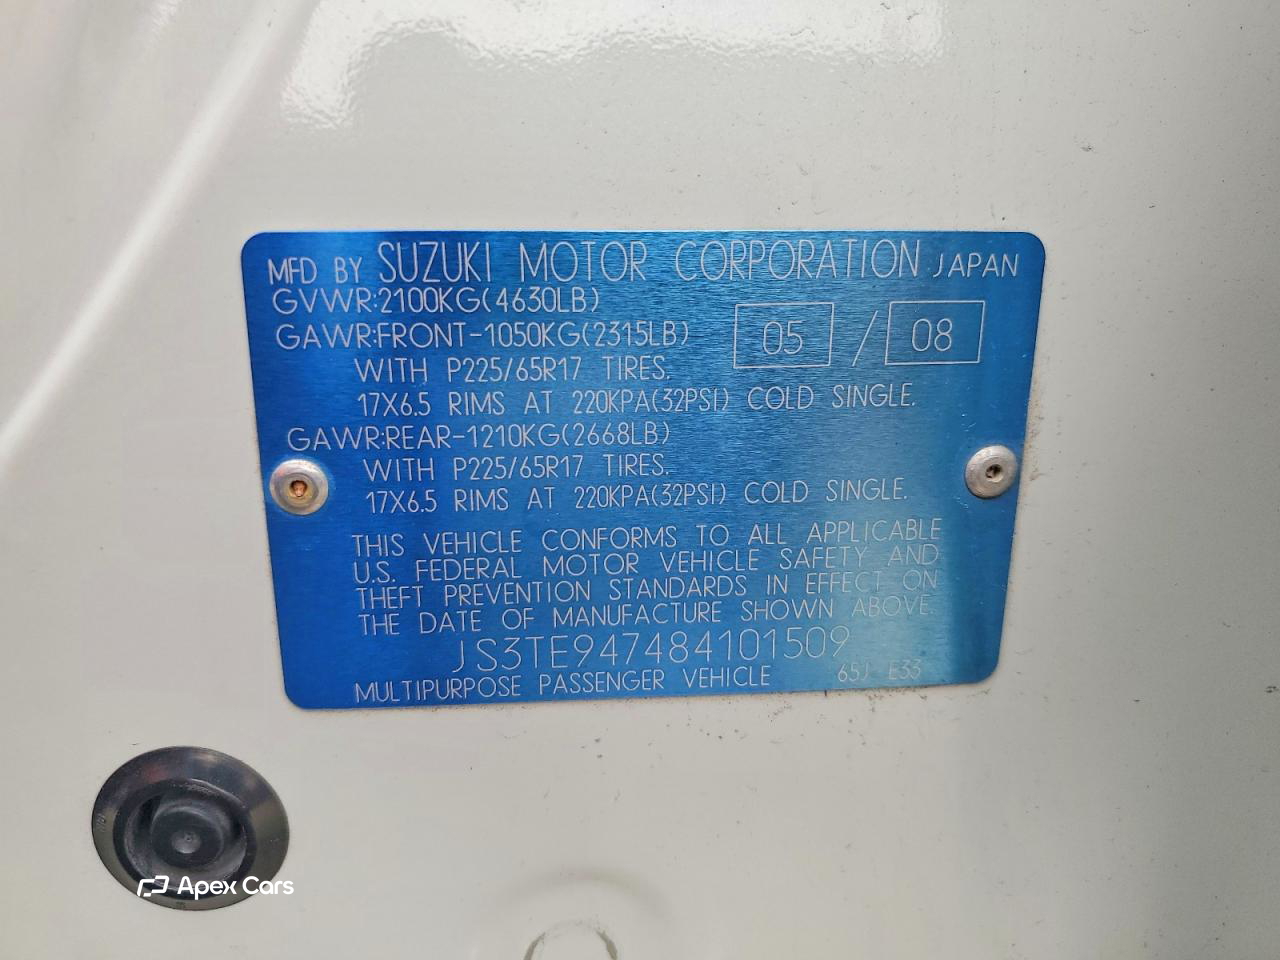 MFD BY SUZUKI MOTOR CORPORATION JAPAN
GVWR:2100KG(4630LB)
GAWR:FRONT-1050KG(2315LB) 05 / 08
WITH P225/65R17 TIRES.
17X6.5 RIMS AT 220KPA(32PSI) COLD SINGLE.
GAWR:REAR-1210KG(2668LB)
WITH P225/65R17 TIRES.
17X6.5 RIMS AT 220KPA(32PSI) COLD SINGLE.
THIS VEHICLE CONFORMS TO ALL APPLICABLE
U.S. FEDERAL MOTOR VEHICLE SAFETY AND
THEFT PREVENTION STANDARDS IN EFFECT ON
THE DATE OF MANUFACTURE SHOWN ABOVE.
JS3TE947484101509
MULTIPURPOSE PASSENGER VEHICLE 65J E33
Apex Cars